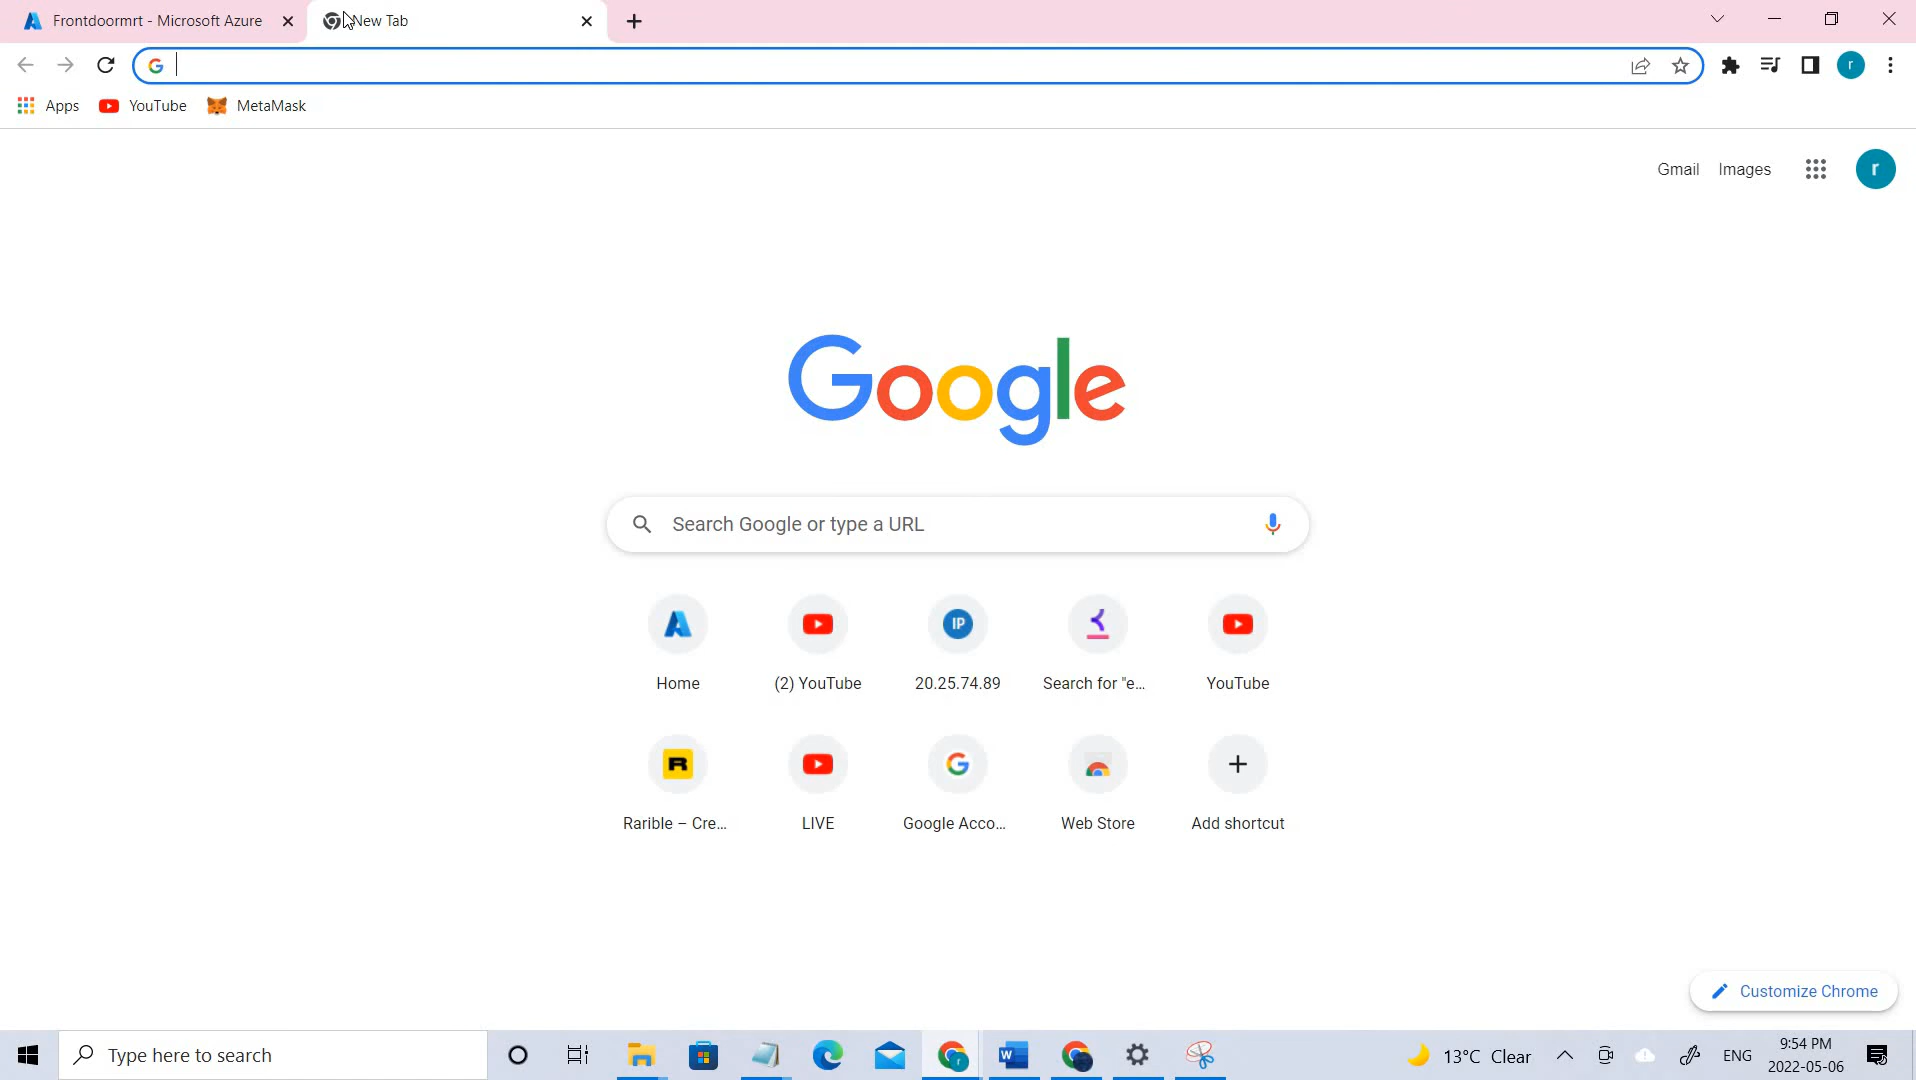 Frontdoormrt - Microsoft Azure
New Tab
Apps
YouTube
MetaMask
r
Gmail
Images
r
Google
Search Google or type a URL
Home
(2) YouTube
IP
20.25.74.89
Search for "e...
YouTube
R
Rarible – Cre...
LIVE
Google Acco...
Web Store
Add shortcut
Customize Chrome
Type here to search
13°C Clear
ENG
9:54 PM
2022-05-06